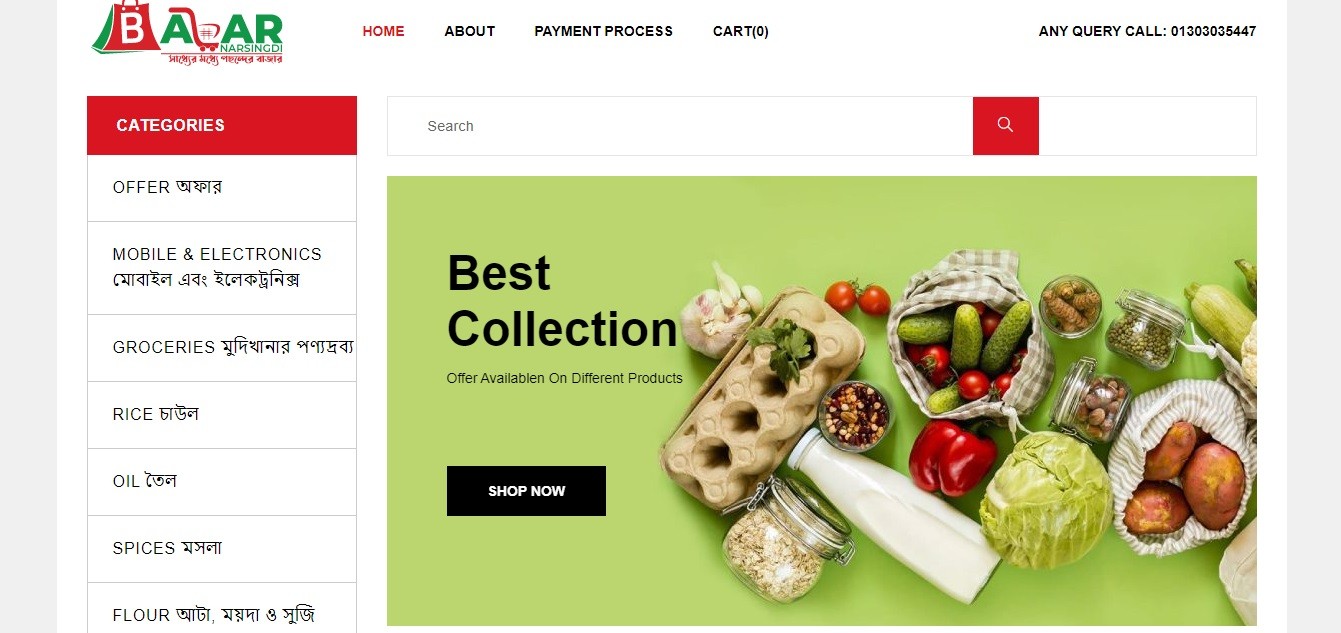 BAZAR
NARSINGDI
সাধ্যের মধ্যে পছন্দের বাজার
HOME
ABOUT
PAYMENT PROCESS
CART(0)
ANY QUERY CALL: 01303035447
CATEGORIES
Search
OFFER অফার
MOBILE & ELECTRONICS
মোবাইল এবং ইলেকট্রনিক্স
GROCERIES মুদিখানার পণ্যদ্রব্য
RICE চাউল
OIL তৈল
SPICES মসলা
FLOUR আটা, ময়দা ও সুজি
Best
Collection
Offer Availablen On Different Products
SHOP NOW